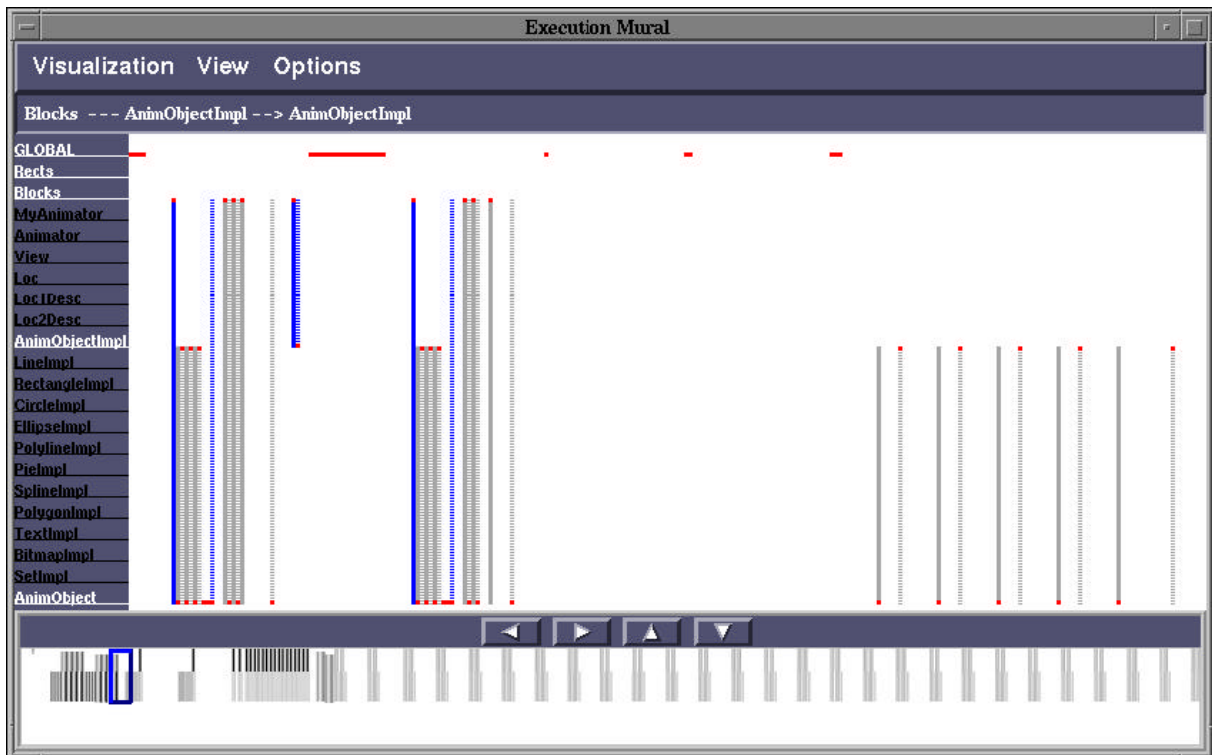 Execution Mural
Visualization View Options
Blocks --- AnimObjectImpl --> AnimObjectImpl
GLOBAL
Rects
Blocks
MyAnimator
Animator
View
Loc
Loc1Desc
Loc2Desc
AnimObjectImpl
LineImpl
RectangleImpl
CircleImpl
EllipseImpl
PolylineImpl
PieImpl
SplineImpl
PolygonImpl
TextImpl
BitmapImpl
SetImpl
AnimObject